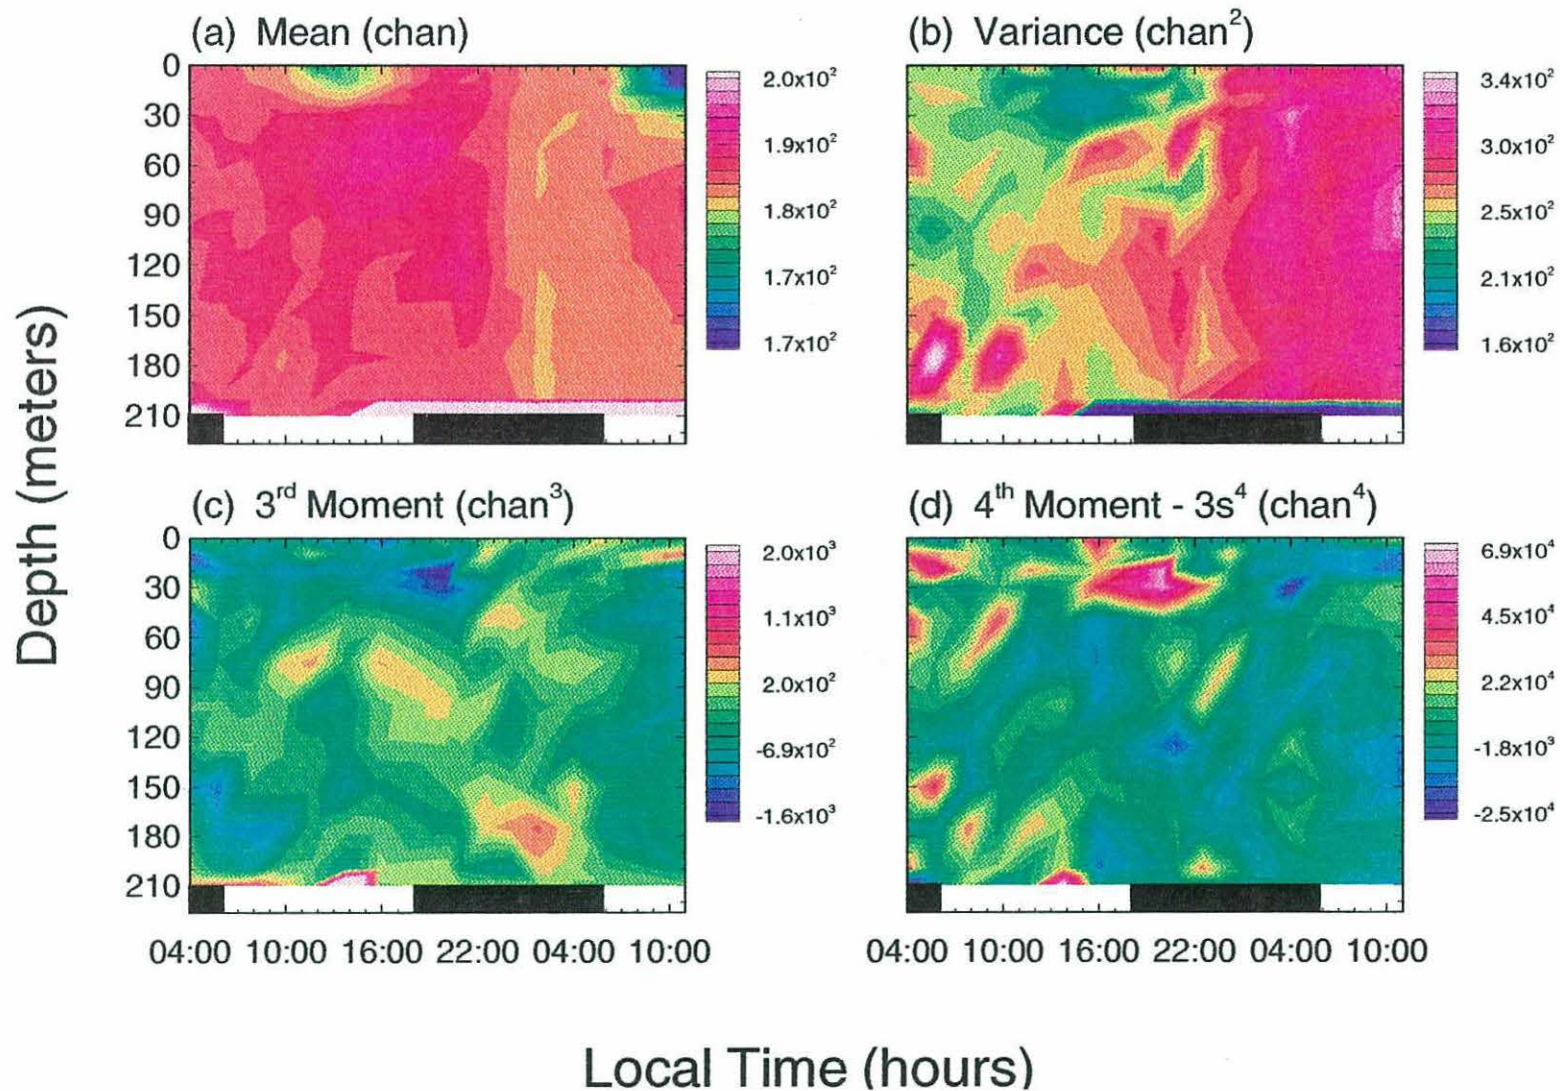 (a) Mean (chan)
(b) Variance (chan²)
0
30
60
90
120
150
180
210
2.0x10²
1.9x10²
1.8x10²
1.7x10²
1.7x10²
3.4x10²
3.0x10²
2.5x10²
2.1x10²
1.6x10²
Depth (meters)
(c) 3rd Moment (chan³)
(d) 4th Moment - 3s⁴ (chan⁴)
0
30
60
90
120
150
180
210
2.0x10³
1.1x10³
2.0x10²
-6.9x10²
-1.6x10³
6.9x10⁴
4.5x10⁴
2.2x10⁴
-1.8x10³
-2.5x10⁴
04:00 10:00 16:00 22:00 04:00 10:00
04:00 10:00 16:00 22:00 04:00 10:00
Local Time (hours)